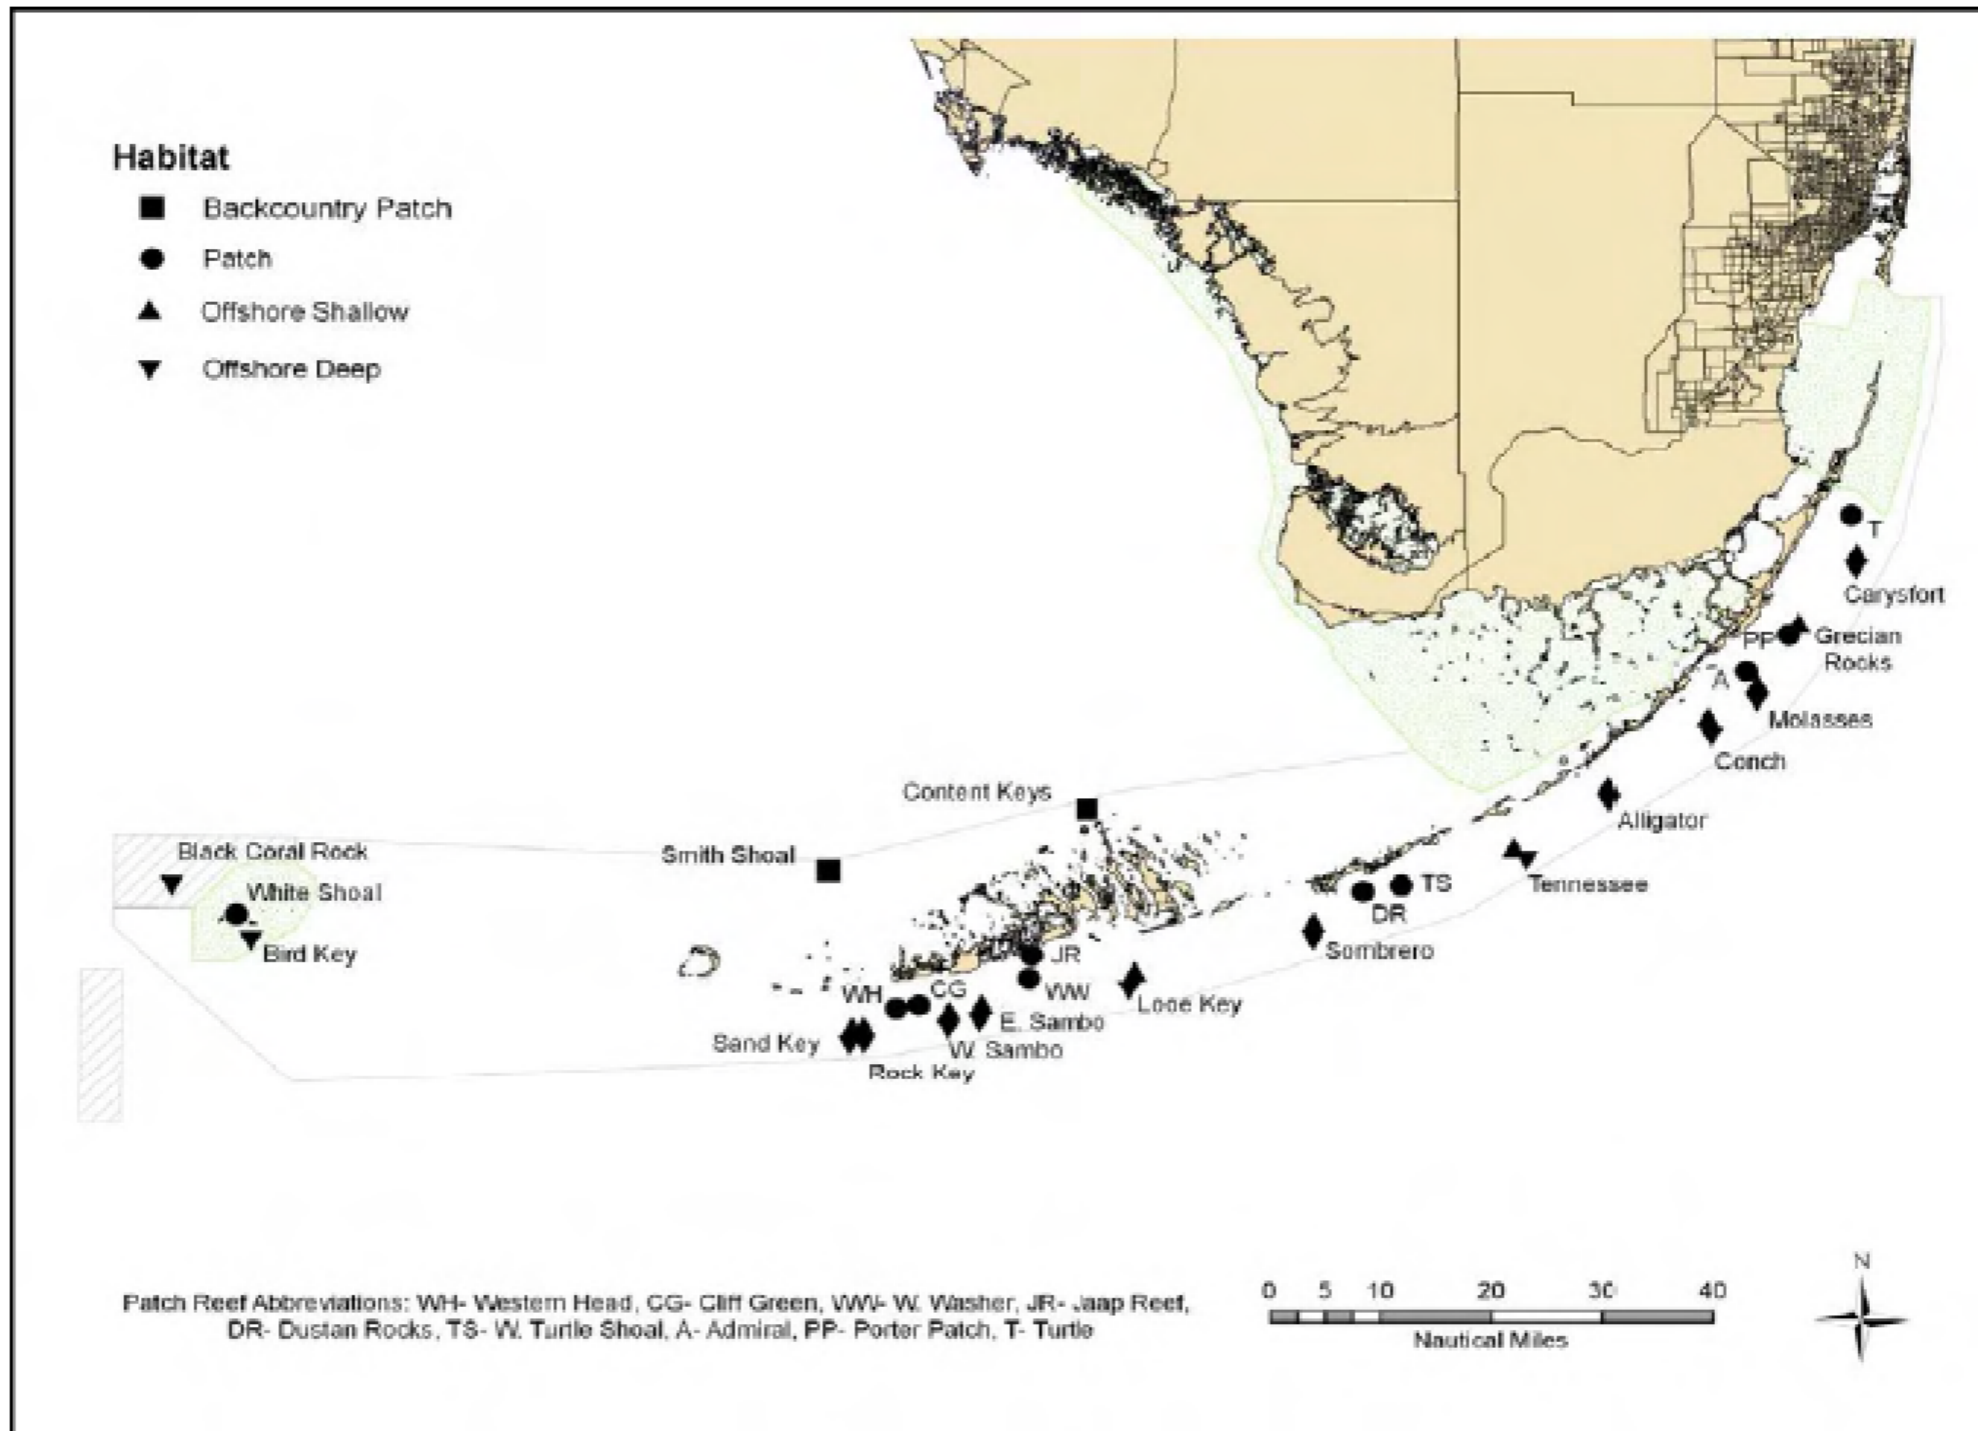 Habitat
Backcountry Patch
Patch
Offshore Shallow
Offshore Deep
T
Carysfort
PP
Grecian
Rocks
A
Molasses
Conch
Content Keys
Alligator
Smith Shoal
Black Coral Rock
White Shoal
TS
Tennessee
DR
Bird Key
Sombrero
JR
WH
CG
WW
Looe Key
E. Sambo
Sand Key
W. Sambo
Rock Key
N
0 5 10 20 30 40
Nautical Miles
Patch Reef Abbreviations: WH- Western Head, CG- Cliff Green, WW- W. Washer, JR- Jaap Reef,
DR- Dustan Rocks, TS- W. Turtle Shoal, A- Admiral, PP- Porter Patch, T- Turtle